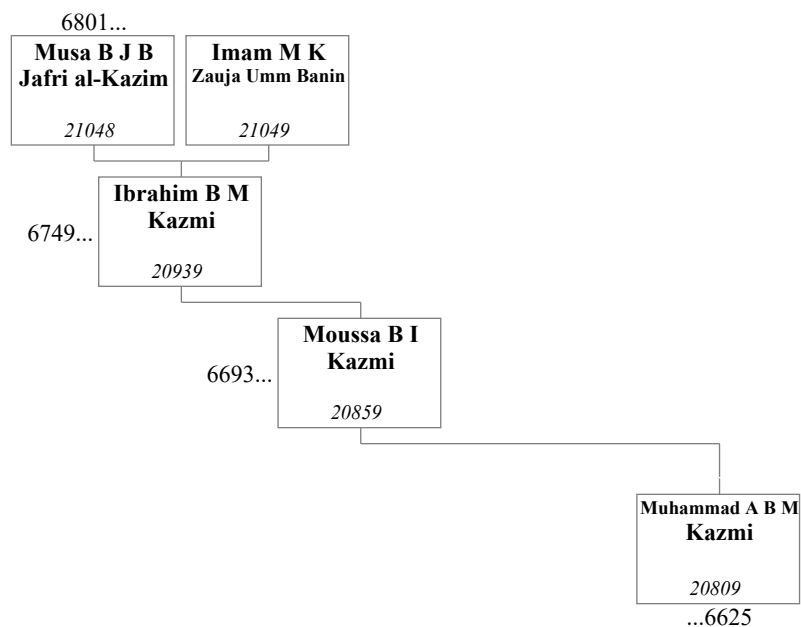 6801...
Musa B J B
Jafri al-Kazim
21048
Imam M K
Zauja Umm Banin
21049
Ibrahim B M
Kazmi
6749...
20939
Moussa B I
Kazmi
6693...
20859
Muhammad A B M
Kazmi
20809
...6625